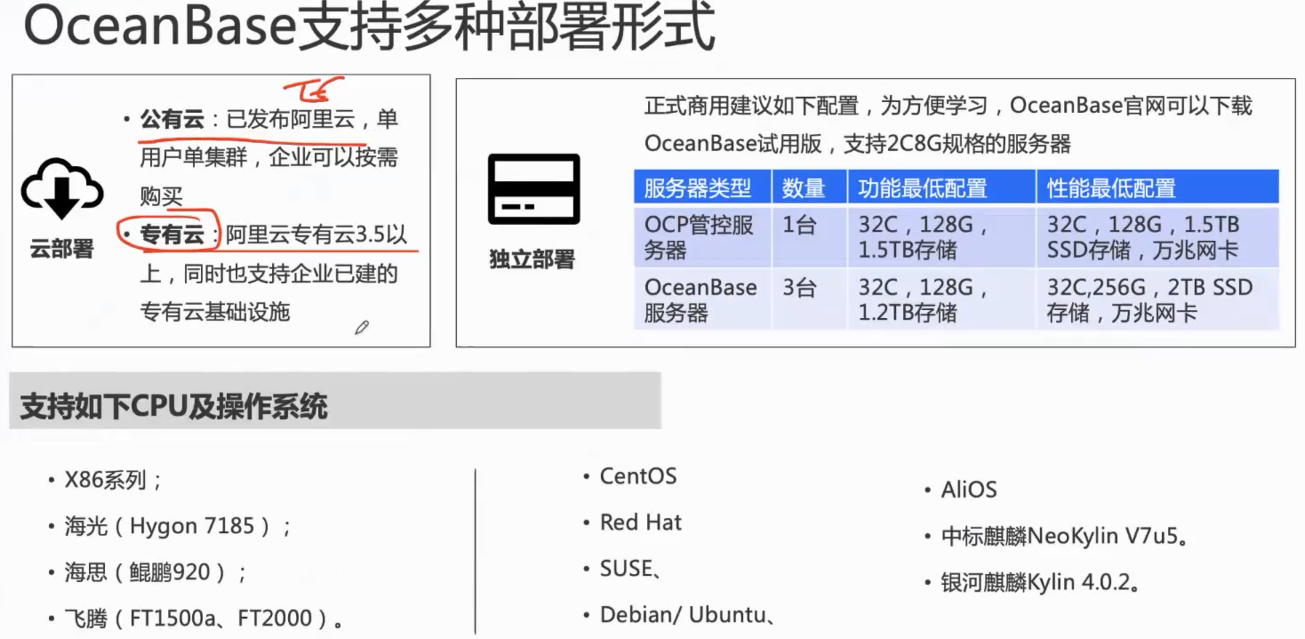 OceanBase支持多种部署形式
• 公有云：已发布阿里云，单
用户单集群，企业可以按需
购买
• 专有云：阿里云专有云3.5以
上，同时也支持企业已建的
专有云基础设施
云部署
正式商用建议如下配置，为方便学习，OceanBase官网可以下载
OceanBase试用版，支持2C8G规格的服务器
独立部署
服务器类型 数量 功能最低配置 性能最低配置
OCP管控服 1台 32C，128G， 32C，128G，1.5TB
务器 1.5TB存储 SSD存储，万兆网卡
OceanBase 3台 32C，128G， 32C,256G，2TB SSD
服务器 1.2TB存储 存储，万兆网卡
支持如下CPU及操作系统
• X86系列；
• 海光（Hygon 7185）；
• 海思（鲲鹏920）；
• 飞腾（FT1500a、FT2000）。
• CentOS
• Red Hat
• SUSE、
• Debian/ Ubuntu、
• AliOS
• 中标麒麟NeoKylin V7u5。
• 银河麒麟Kylin 4.0.2。